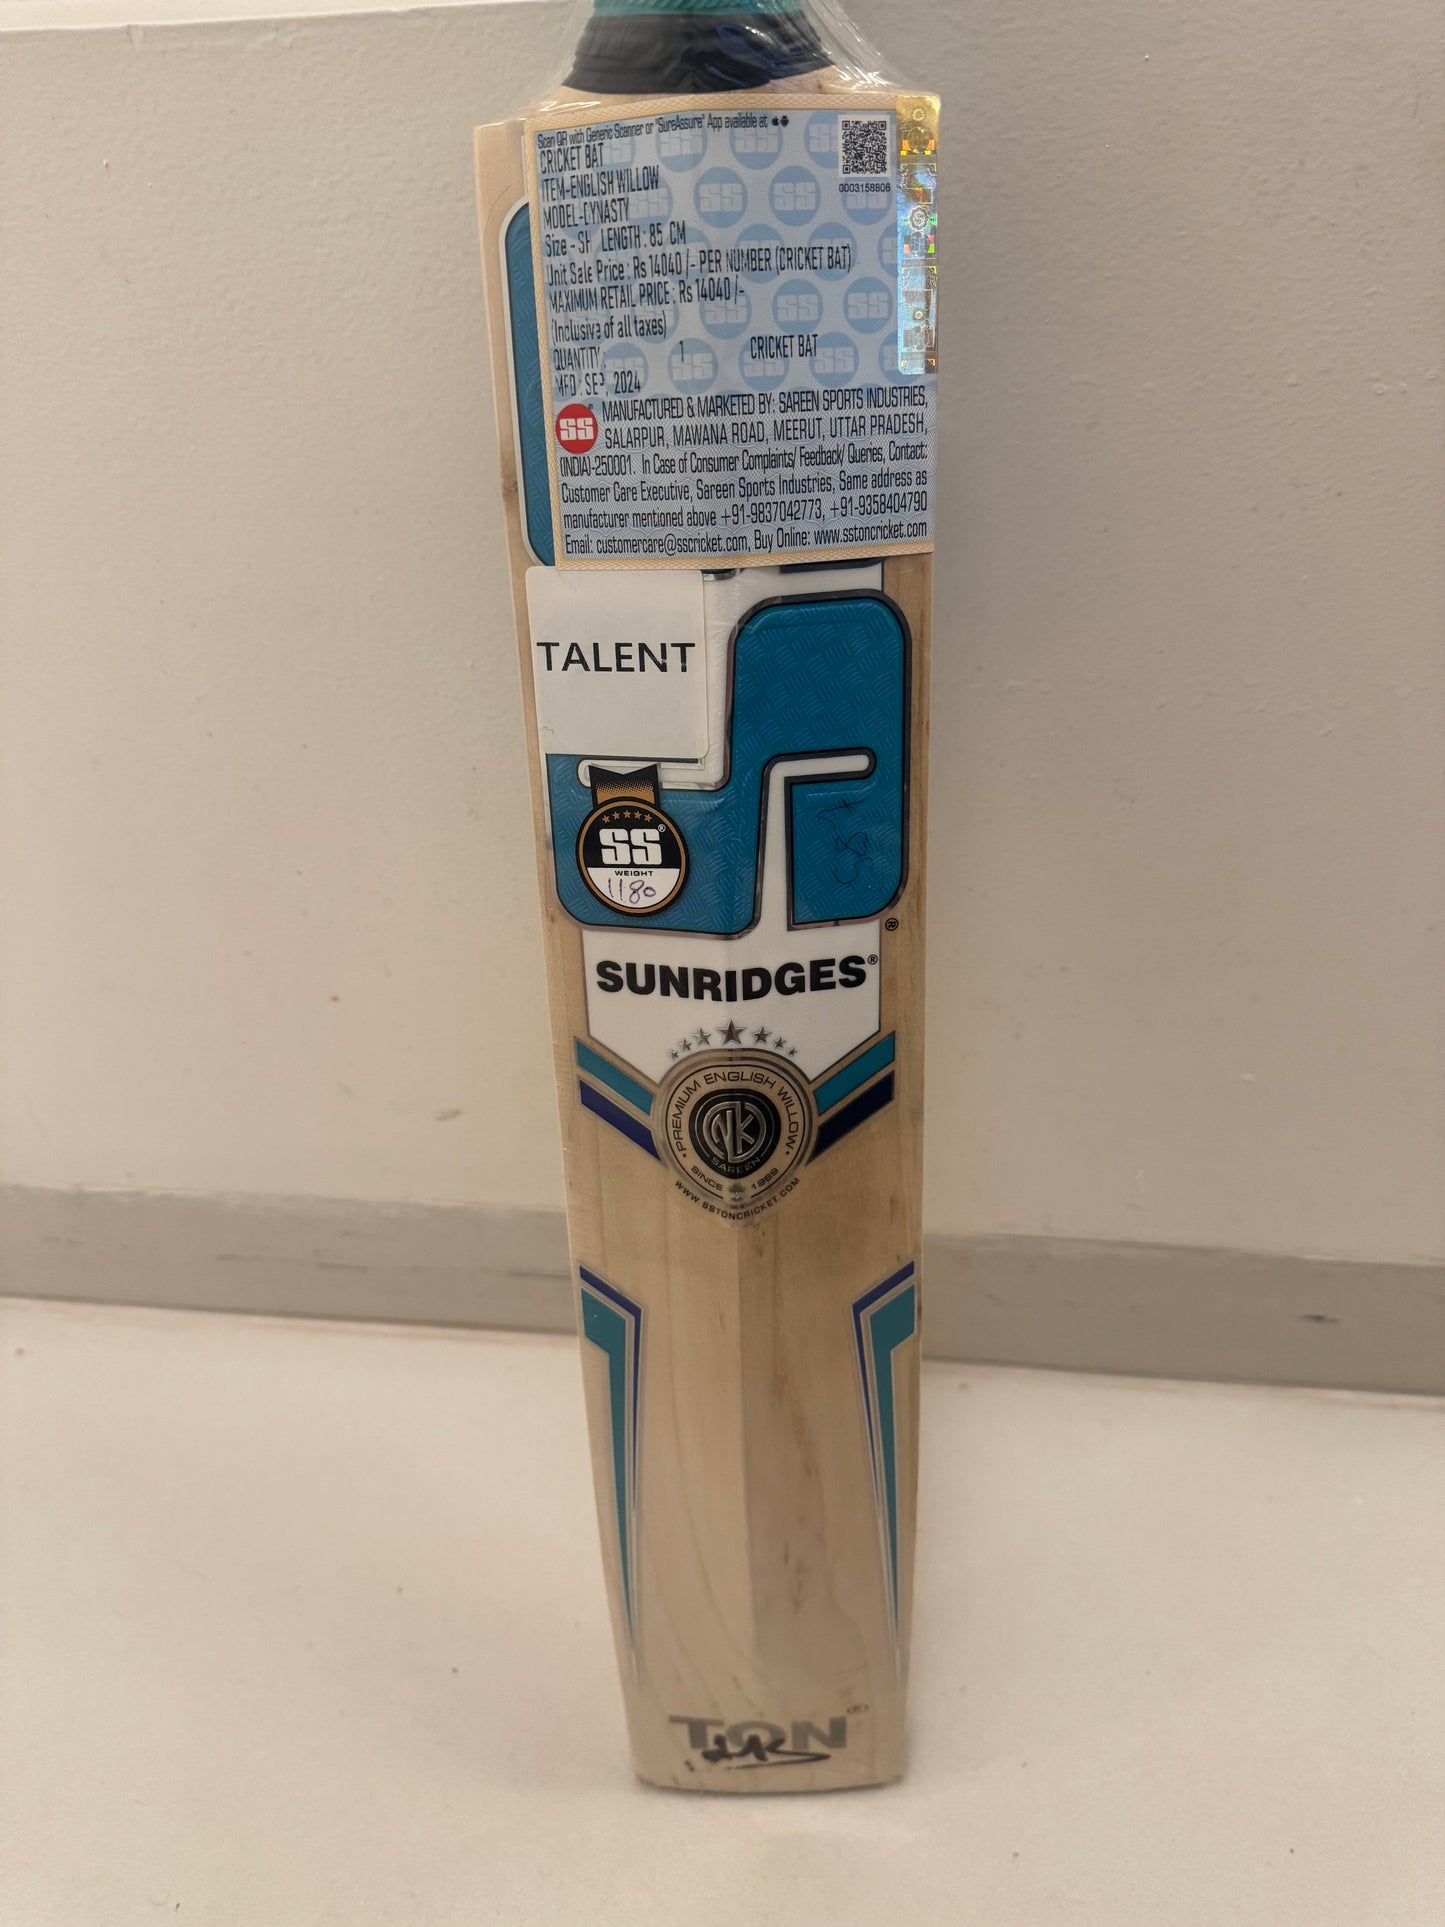 Scan QR with Generic Scanner or "SureAssure" App available at
CRICKET BAT
ITEM-ENGLISH WILLOW
MODEL-DYNASTY
Size - SH LENGTH : 85 CM
Unit Sale Price : Rs 14040 /- PER NUMBER (CRICKET BAT)
MAXIMUM RETAIL PRICE : Rs 14040 /-
(Inclusive of all taxes)
QUANTITY : 1 CRICKET BAT
MFD : SEP, 2024
0003158806
SS® MANUFACTURED & MARKETED BY: SAREEN SPORTS INDUSTRIES,
SALARPUR, MAWANA ROAD, MEERUT, UTTAR PRADESH,
(INDIA)-250001. In Case of Consumer Complaints/ Feedback/ Queries, Contact:
Customer Care Executive, Sareen Sports Industries, Same address as
manufacturer mentioned above +91-9837042773, +91-9358404790
Email: customercare@sscricket.com, Buy Online: www.sstoncricket.com
TALENT
SS®
WEIGHT
1180
®
SUNRIDGES®
PREMIUM ENGLISH WILLOW
SAREEN
SINCE 1969
WWW.SSTONCRICKET.COM
TON®